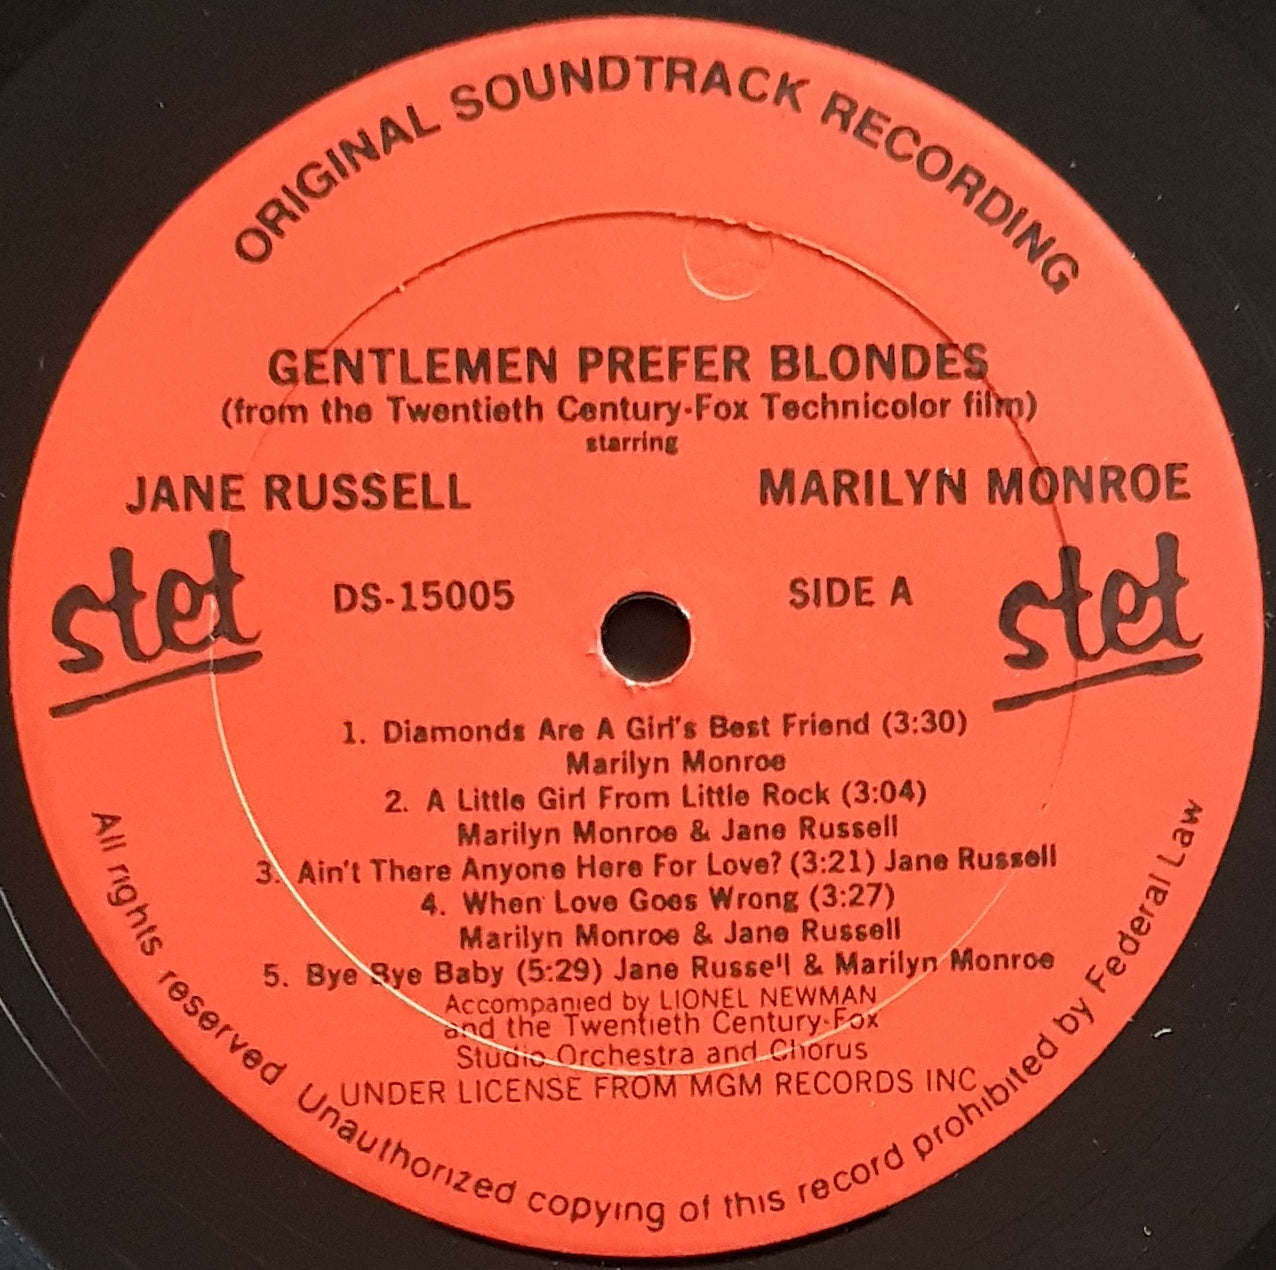 ORIGINAL SOUNDTRACK RECORDING
GENTLEMEN PREFER BLONDES
(from the Twentieth Century-Fox Technicolor film)
starring
JANE RUSSELL MARILYN MONROE
stet stet
DS-15005 SIDE A
1. Diamonds Are A Girl's Best Friend (3:30)
Marilyn Monroe
2. A Little Girl From Little Rock (3:04)
Marilyn Monroe & Jane Russell
3. Ain't There Anyone Here For Love? (3:21) Jane Russell
4. When Love Goes Wrong (3:27)
Marilyn Monroe & Jane Russell
5. Bye Bye Baby (5:29) Jane Russell & Marilyn Monroe
Accompanied by LIONEL NEWMAN
and the Twentieth Century-Fox
Studio Orchestra and Chorus
UNDER LICENSE FROM MGM RECORDS INC.
All rights reserved Unauthorized copying of this record prohibited by Federal Law